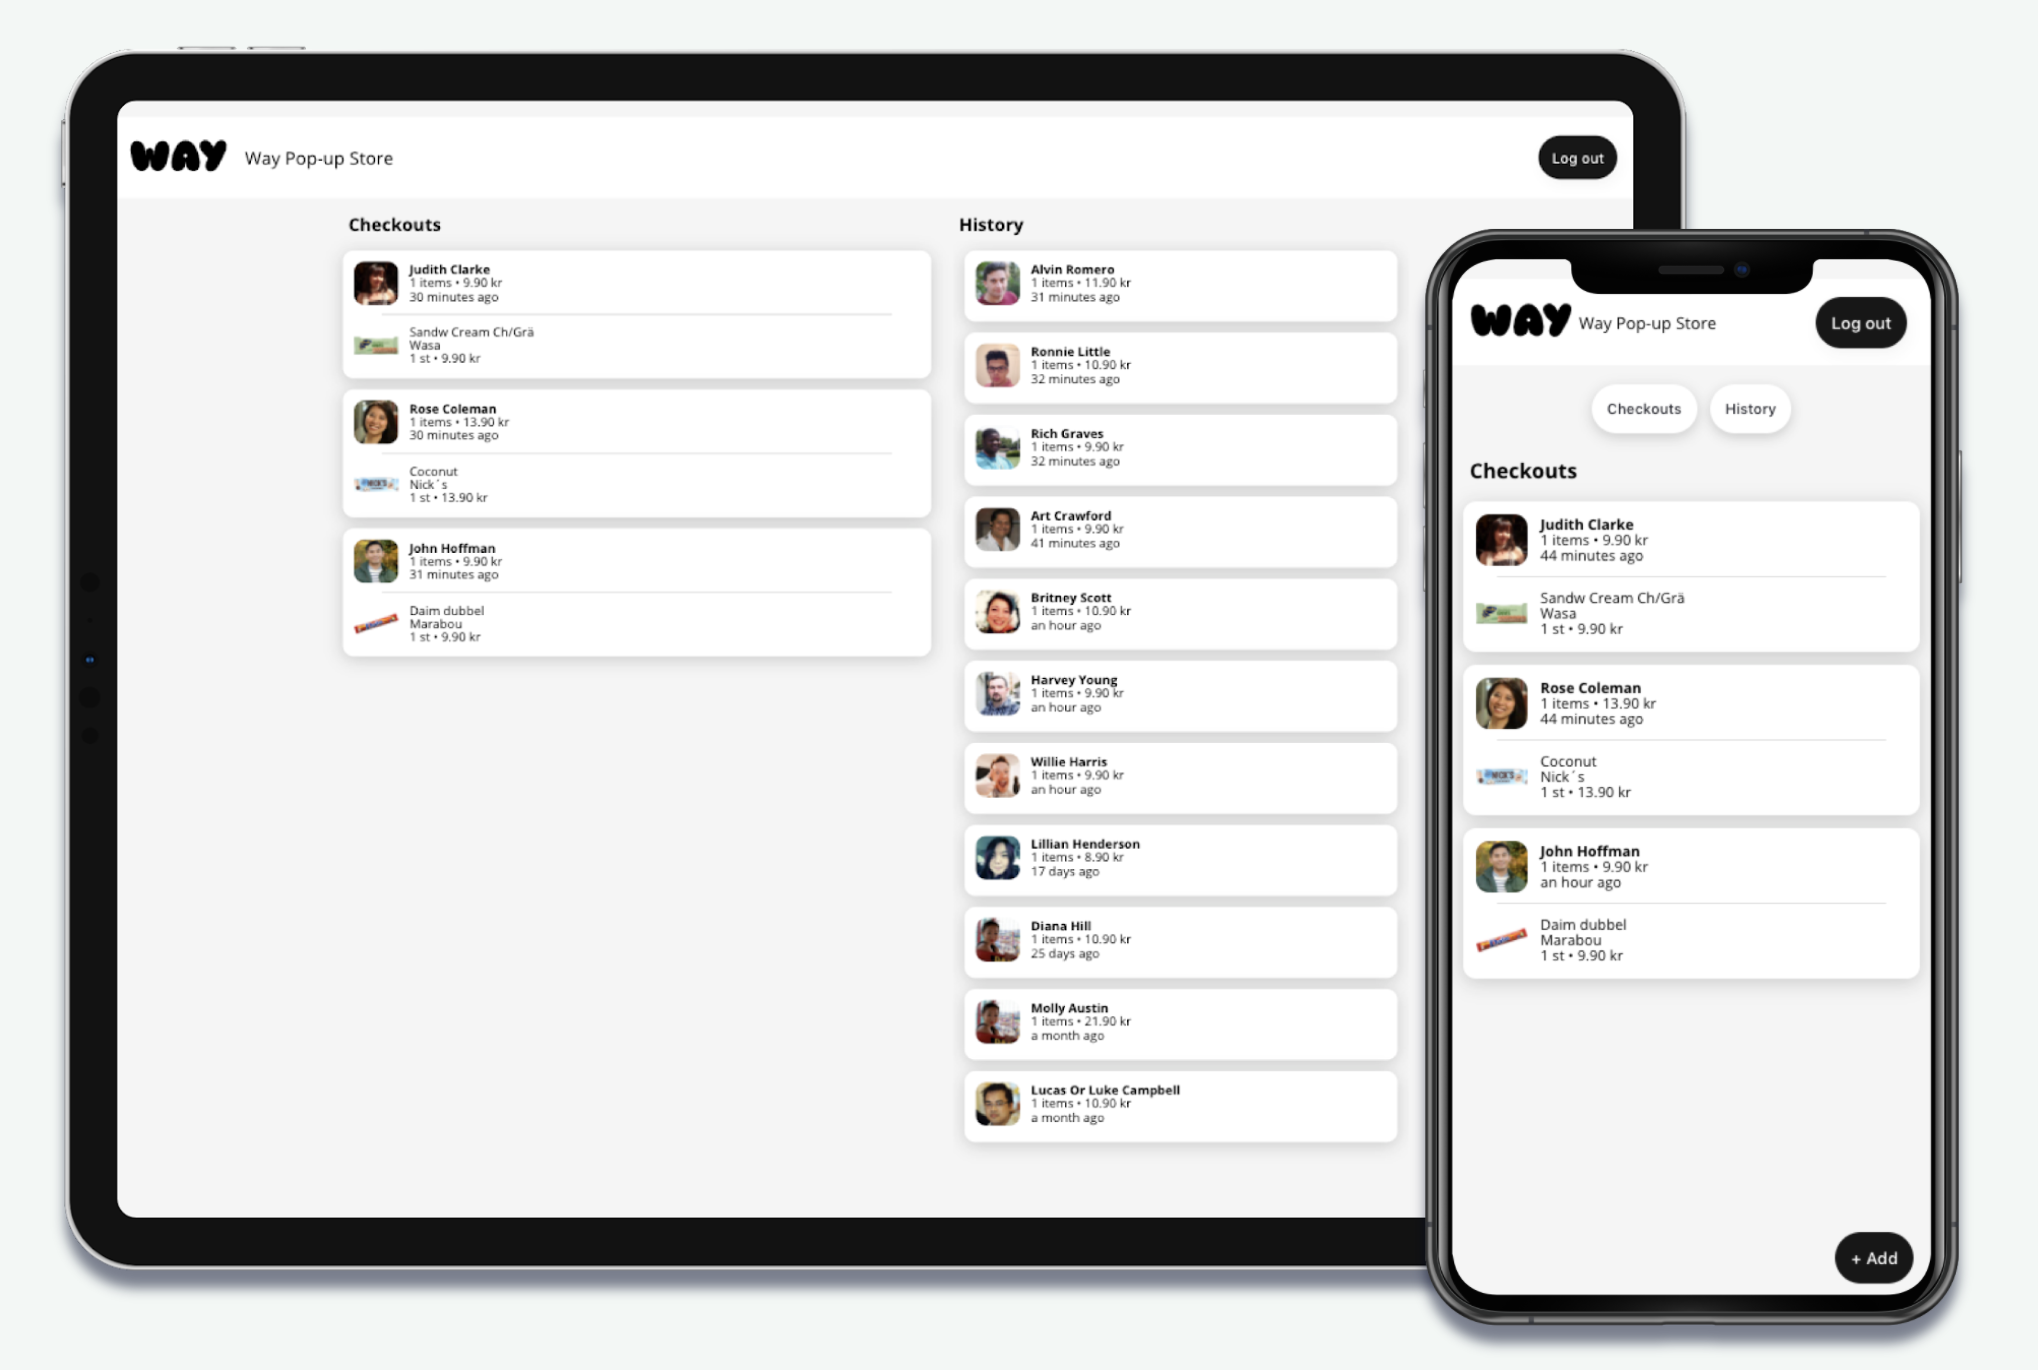 WAY Way Pop-up Store
Log out
Checkouts
Judith Clarke
1 items • 9.90 kr
30 minutes ago
Sandw Cream Ch/Grä
Wasa
1 st • 9.90 kr
Rose Coleman
1 items • 13.90 kr
30 minutes ago
NICK'S
Coconut
Nick´s
1 st • 13.90 kr
John Hoffman
1 items • 9.90 kr
31 minutes ago
Daim dubbel
Marabou
1 st • 9.90 kr
History
Alvin Romero
1 items • 11.90 kr
31 minutes ago
Ronnie Little
1 items • 10.90 kr
32 minutes ago
Rich Graves
1 items • 9.90 kr
32 minutes ago
Art Crawford
1 items • 9.90 kr
41 minutes ago
Britney Scott
1 items • 10.90 kr
an hour ago
Harvey Young
1 items • 9.90 kr
an hour ago
Willie Harris
1 items • 9.90 kr
an hour ago
Lillian Henderson
1 items • 8.90 kr
17 days ago
Diana Hill
1 items • 10.90 kr
25 days ago
Molly Austin
1 items • 21.90 kr
a month ago
Lucas Or Luke Campbell
1 items • 10.90 kr
a month ago
WAY Way Pop-up Store
Log out
Checkouts
History
Checkouts
Judith Clarke
1 items • 9.90 kr
44 minutes ago
Sandw Cream Ch/Grä
Wasa
1 st • 9.90 kr
Rose Coleman
1 items • 13.90 kr
44 minutes ago
NICK'S
Coconut
Nick´s
1 st • 13.90 kr
John Hoffman
1 items • 9.90 kr
an hour ago
Daim dubbel
Marabou
1 st • 9.90 kr
+ Add